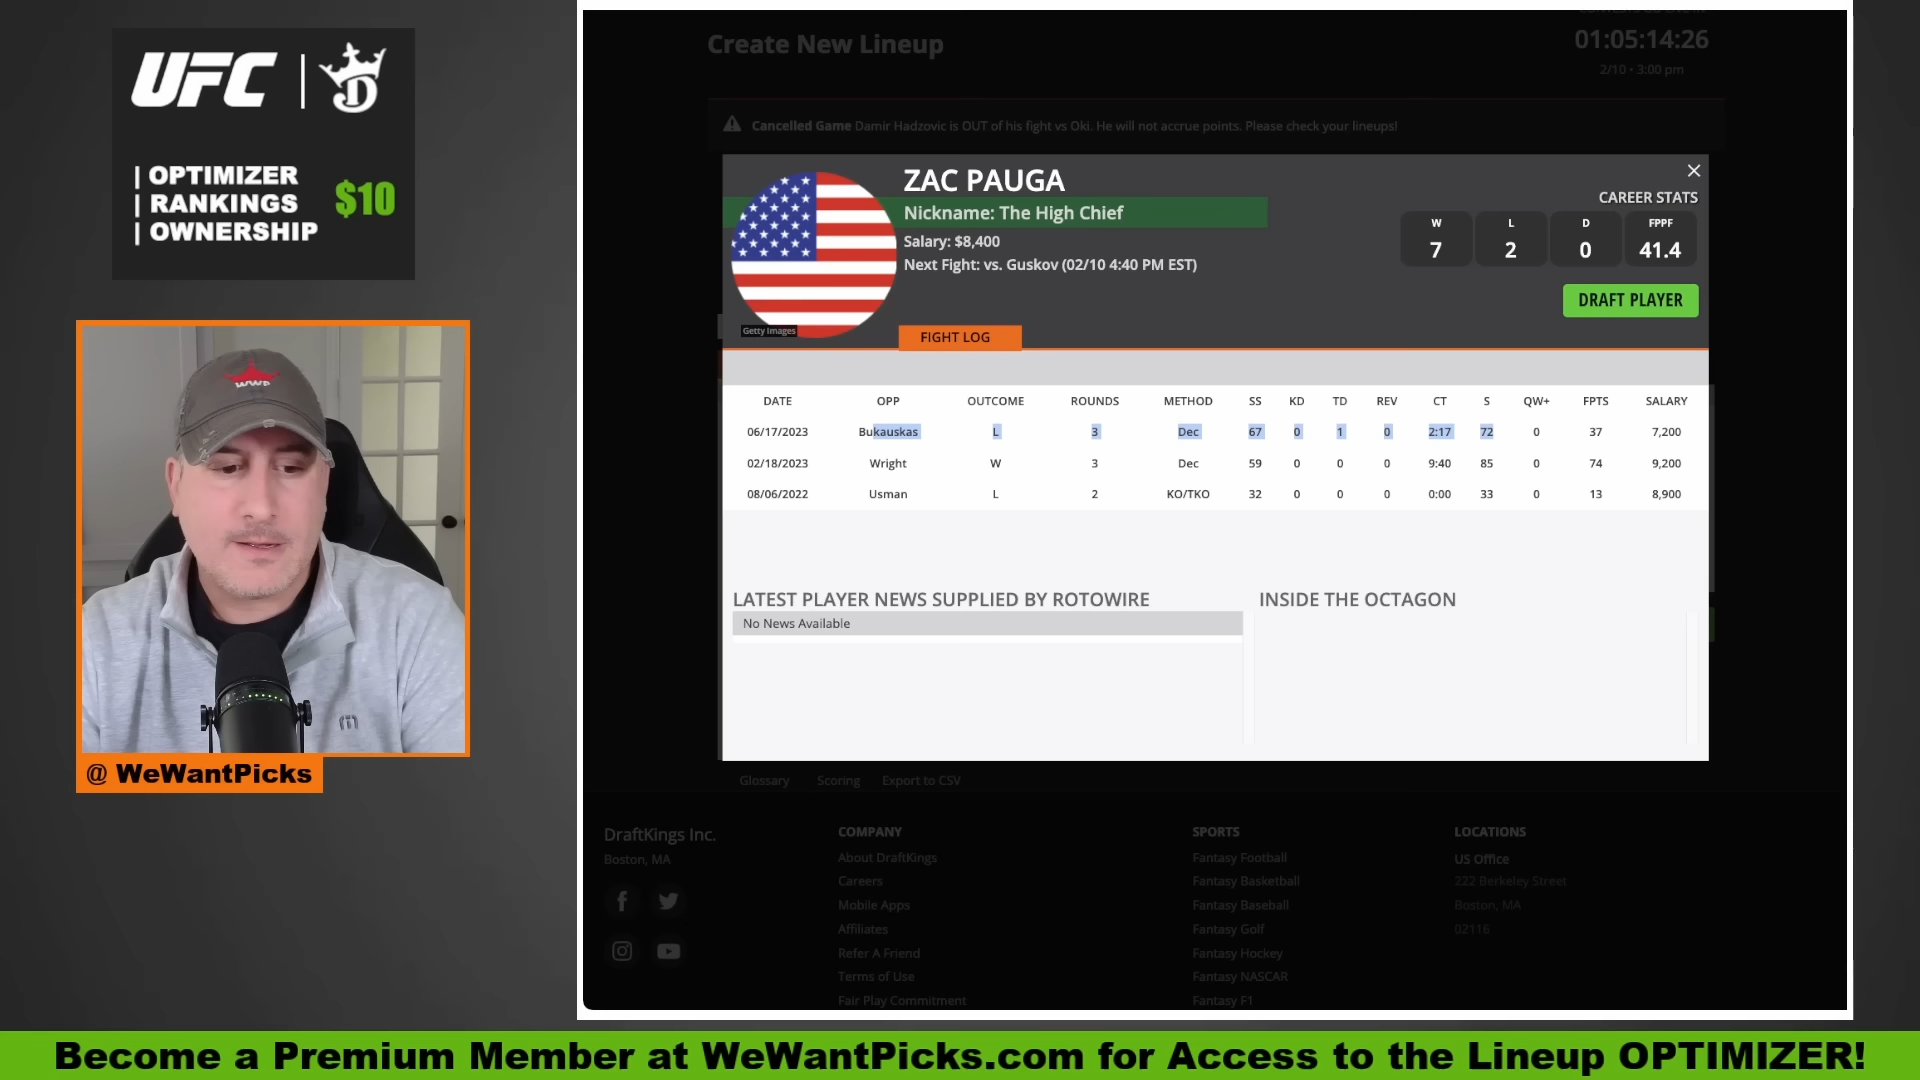 UFC
OPTIMIZER
RANKINGS
OWNERSHIP
$10
WWP
@ WeWantPicks
Create New Lineup
01:05:14:26
2/10 • 3:00 pm
Cancelled Game Damir Hadzovic is OUT of his fight vs Oki. He will not accrue points. Please check your lineups!
ZAC PAUGA
Nickname: The High Chief
Salary: $8,400
Next Fight: vs. Guskov (02/10 4:40 PM EST)
Getty Images
CAREER STATS
W L D FPPF
7 2 0 41.4
DRAFT PLAYER
FIGHT LOG
DATE OPP OUTCOME ROUNDS METHOD SS KD TD REV CT S QW+ FPTS SALARY
06/17/2023 Bukauskas L 3 Dec 67 0 1 0 2:17 72 0 37 7,200
02/18/2023 Wright W 3 Dec 59 0 0 0 9:40 85 0 74 9,200
08/06/2022 Usman L 2 KO/TKO 32 0 0 0 0:00 33 0 13 8,900
LATEST PLAYER NEWS SUPPLIED BY ROTOWIRE
No News Available
INSIDE THE OCTAGON
Glossary Scoring Export to CSV
DraftKings Inc.
Boston, MA
COMPANY
About DraftKings
Careers
Mobile Apps
Affiliates
Refer A Friend
Terms of Use
Fair Play Commitment
SPORTS
Fantasy Football
Fantasy Basketball
Fantasy Baseball
Fantasy Golf
Fantasy Hockey
Fantasy NASCAR
Fantasy F1
LOCATIONS
US Office
222 Berkeley Street
Boston, MA
02116
Become a Premium Member at WeWantPicks.com for Access to the Lineup OPTIMIZER!